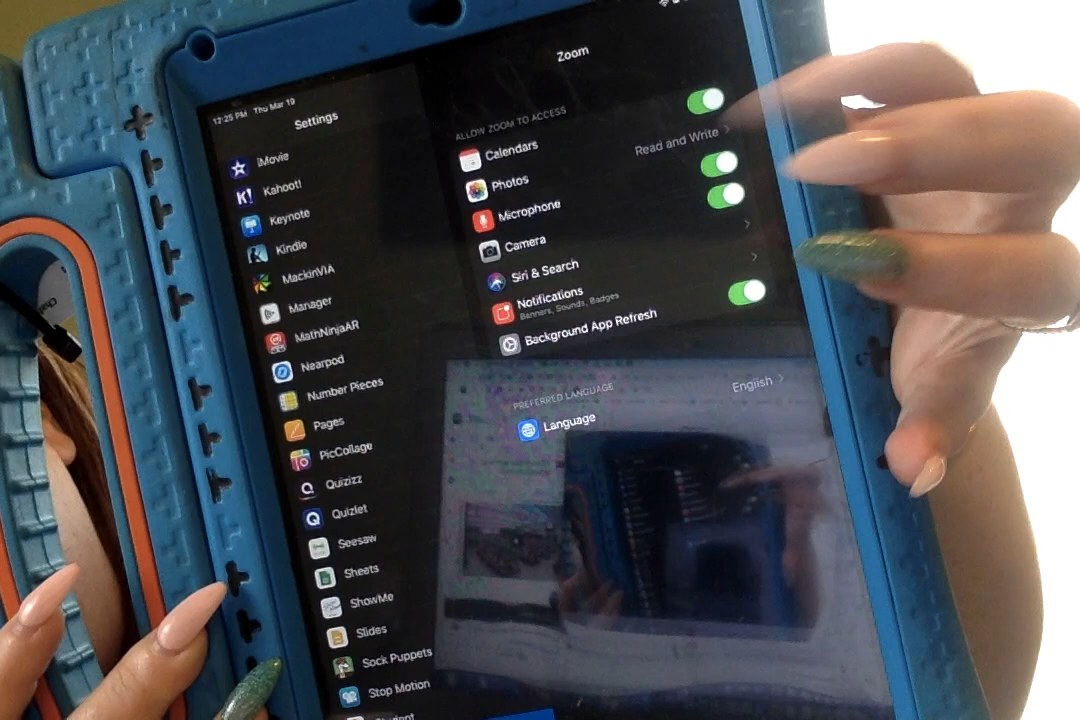 12:25 PM Thu Mar 19
Settings
iMovie
Kahoot!
Keynote
Kindle
MackinVIA
Manager
MathNinjaAR
Nearpod
Number Pieces
Pages
PicCollage
Quizizz
Quizlet
Seesaw
Sheets
ShowMe
Slides
Sock Puppets
Stop Motion
Student
Zoom
ALLOW ZOOM TO ACCESS
Calendars
Photos Read and Write
Microphone
Camera
Siri & Search
Notifications
Banners, Sounds, Badges
Background App Refresh
PREFERRED LANGUAGE
Language English